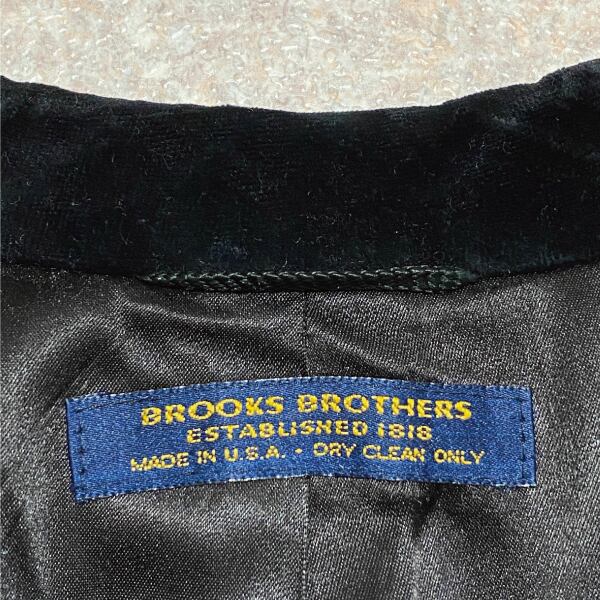 BROOKS BROTHERS
ESTABLISHED 1818
MADE IN U.S.A. • DRY CLEAN ONLY